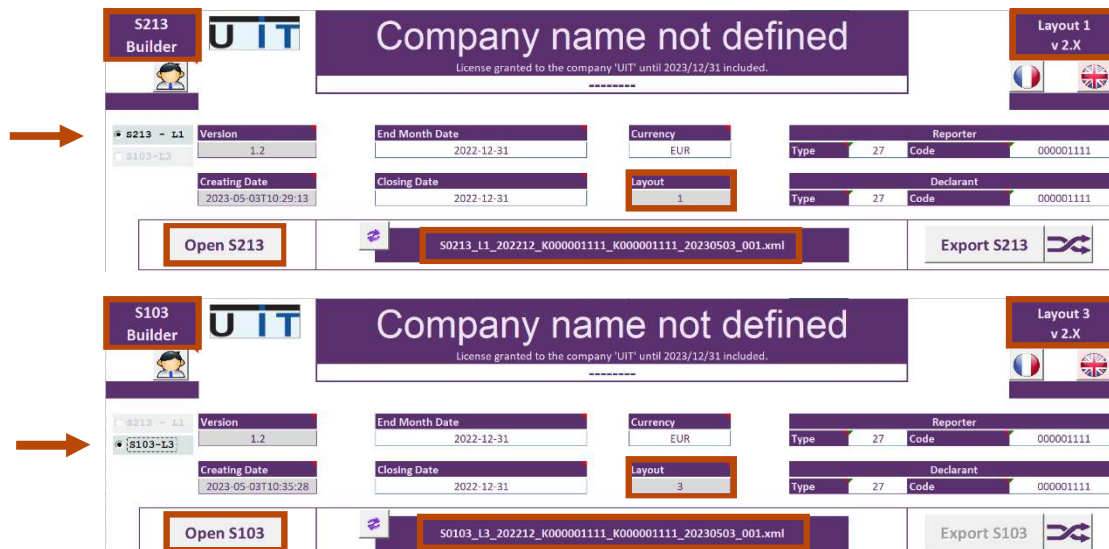 S213
Builder
U IT
Company name not defined
License granted to the company 'UIT' until 2023/12/31 included.
--------
Layout 1
v 2.X
S213 - L1
S103-L3
Version
1.2
End Month Date
2022-12-31
Currency
EUR
Reporter
Type 27 Code 000001111
Creating Date
2023-05-03T10:29:13
Closing Date
2022-12-31
Layout
1
Declarant
Type 27 Code 000001111
Open S213
S0213_L1_202212_K000001111_K000001111_20230503_001.xml
Export S213
S103
Builder
U IT
Company name not defined
License granted to the company 'UIT' until 2023/12/31 included.
--------
Layout 3
v 2.X
S213 - L1
S103-L3
Version
1.2
End Month Date
2022-12-31
Currency
EUR
Reporter
Type 27 Code 000001111
Creating Date
2023-05-03T10:35:28
Closing Date
2022-12-31
Layout
3
Declarant
Type 27 Code 000001111
Open S103
S0103_L3_202212_K000001111_K000001111_20230503_001.xml
Export S103